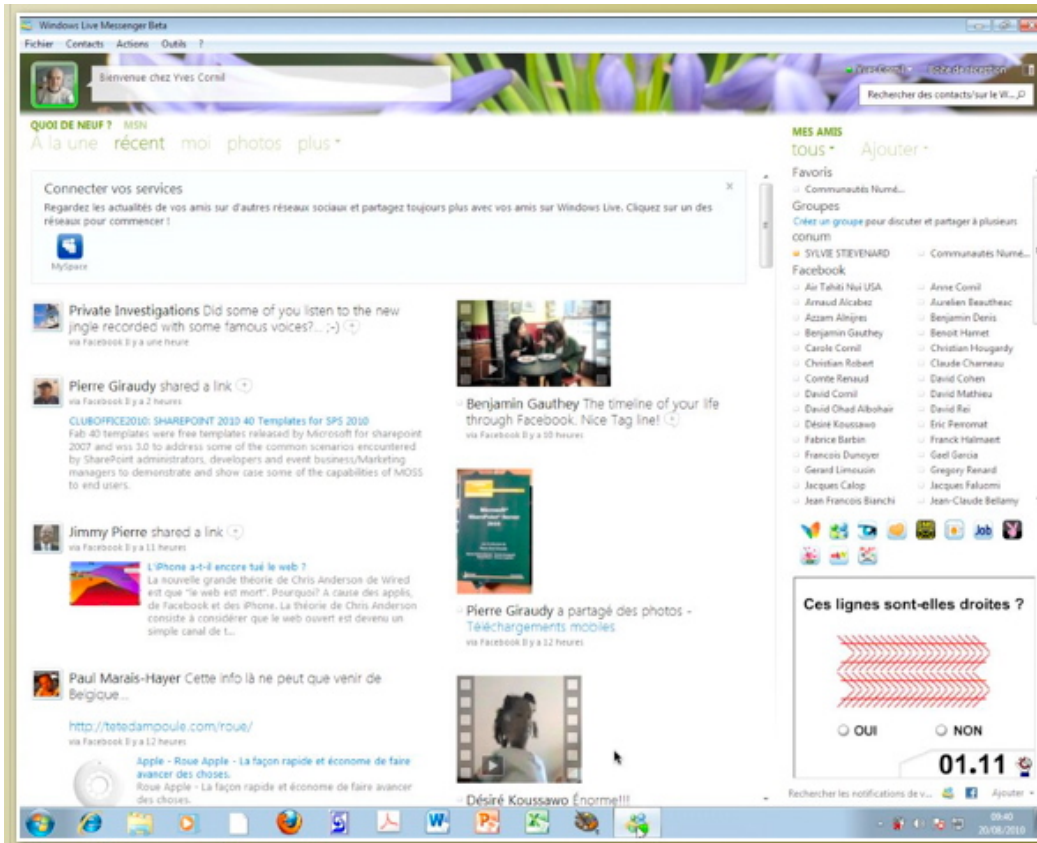 Windows Live Messenger Beta
Fichier Contacts Actions Outils ?
Bienvenue chez Yves Cornil
Yves Cornil
Boîte de réception
Rechercher des contacts/sur le W...
QUOI DE NEUF ? MSN
À la une récent moi photos plus
Connecter vos services
Regardez les actualités de vos amis sur d'autres réseaux sociaux et partagez toujours plus avec vos amis sur Windows Live. Cliquez sur un des
réseaux pour commencer !
MySpace
Private Investigations Did some of you listen to the new
jingle recorded with some famous voices?... ;-)
via Facebook Il y a une heure
Pierre Giraudy shared a link
via Facebook Il y a 2 heures
CLUBOFFICE2010: SHAREPOINT 2010 40 Templates for SPS 2010
Fab 40 templates were free templates released by Microsoft for sharepoint
2007 and wss 3.0 to address some of the common scenarios encountered
by SharePoint administrators, developers and event business/Marketing
managers to demonstrate and show case some of the capabilities of MOSS
to end users.
Jimmy Pierre shared a link
via Facebook Il y a 11 heures
L'iPhone a-t-il encore tué le web ?
La nouvelle grande théorie de Chris Anderson de Wired
est que "le web est mort". Pourquoi? A cause des applis,
de Facebook et des iPhone. La théorie de Chris Anderson
consiste à considérer que le web ouvert est devenu un
simple canal de t...
Paul Marais-Hayer Cette info là ne peut que venir de
Belgique...
http://tetedampoule.com/roue/
via Facebook Il y a 12 heures
Apple - Roue Apple - La façon rapide et économe de faire
avancer des choses.
Roue Apple - La façon rapide et économe de faire avancer
des choses.
Benjamin Gauthey The timeline of your life
through Facebook. Nice Tag line!
via Facebook Il y a 10 heures
Microsoft
SharePoint Server
2010
Pierre Giraudy a partagé des photos -
Téléchargements mobiles
via Facebook Il y a 12 heures
Désiré Koussawo Énorme!!!
MES AMIS
tous Ajouter
Favoris
Communautés Numé...
Groupes
Créez un groupe pour discuter et partager à plusieurs
conum
SYLVIE STIEVENARD Communautés Numé...
Facebook
Air Tahiti Nui USA Anne Cornil
Arnaud Alcabez Aurelien Beautheac
Azzam Alnijres Benjamin Denis
Benjamin Gauthey Benoit Hamet
Carole Cornil Christian Hougardy
Christian Robert Claude Charneau
Comte Renaud David Cohen
David Cornil David Mathieu
David Ohad Albohair David Rei
Désiré Koussawo Eric Perromat
Fabrice Barbin Franck Halmaert
Francois Dunoyer Gael Garcia
Gerard Limousin Gregory Renard
Jacques Calop Jacques Faluomi
Jean Francois Bianchi Jean-Claude Bellamy
Job
Ces lignes sont-elles droites ?
OUI NON
01.11
Rechercher les notifications de v... Ajouter
09:40
20/08/2010